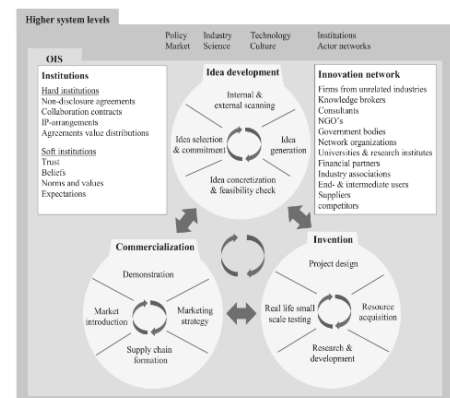 Higher system levels
Policy Industry Technology Institutions
Market Science Culture Actor networks
OIS
Institutions
Hard institutions
Non-disclosure agreements
Collaboration contracts
IP-arrangements
Agreements value distributions
Soft institutions
Trust
Beliefs
Norms and values
Expectations
Idea development
Internal &
external scanning
Idea selection
& commitment
Idea
generation
Idea concretization
& feasibility check
Innovation network
Firms from unrelated industries
Knowledge brokers
Consultants
NGO's
Government bodies
Network organizations
Universities & research institutes
Financial partners
Industry associations
End- & intermediate users
Suppliers
competitors
Commercialization
Demonstration
Market
introduction
Marketing
strategy
Supply chain
formation
Invention
Project design
Real life small
scale testing
Resource
acquisition
Research &
development